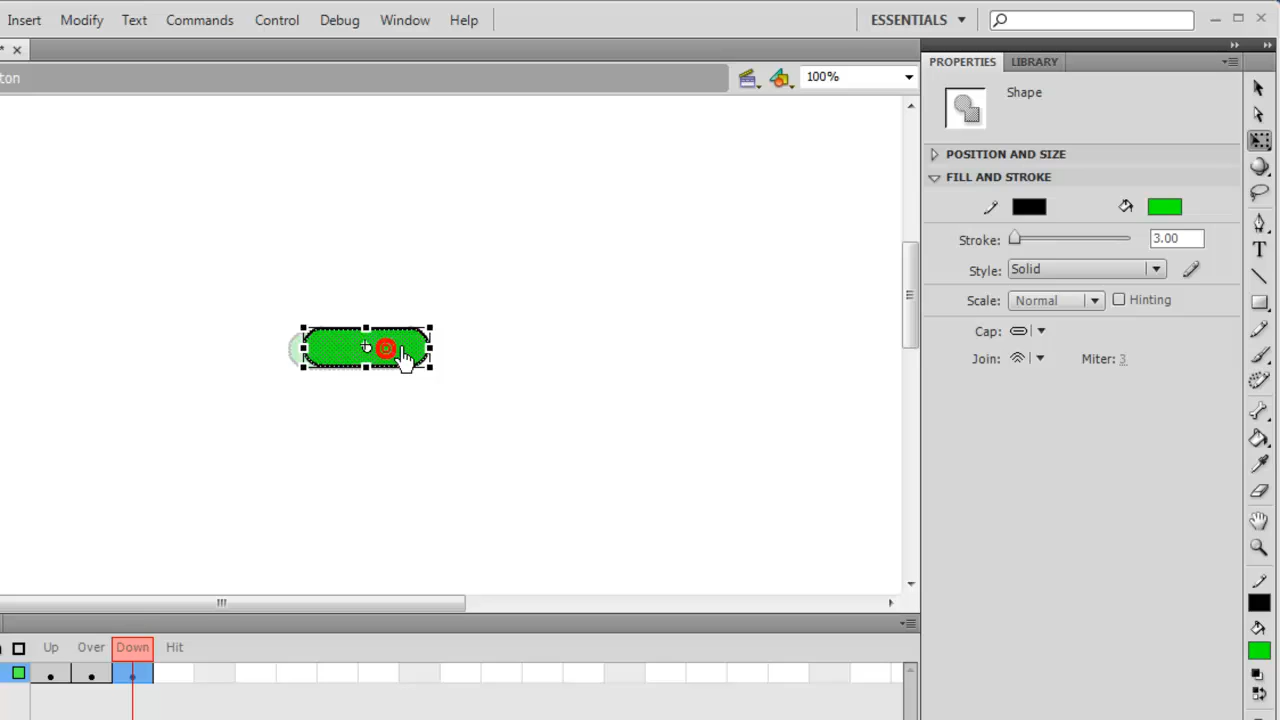 Insert Modify Text Commands Control Debug Window Help ESSENTIALS
*
ton 100%
PROPERTIES LIBRARY
Shape
POSITION AND SIZE
FILL AND STROKE
Stroke: 3.00
Style: Solid
Scale: Normal Hinting
Cap:
Join: Miter: 3
Up Over Down Hit